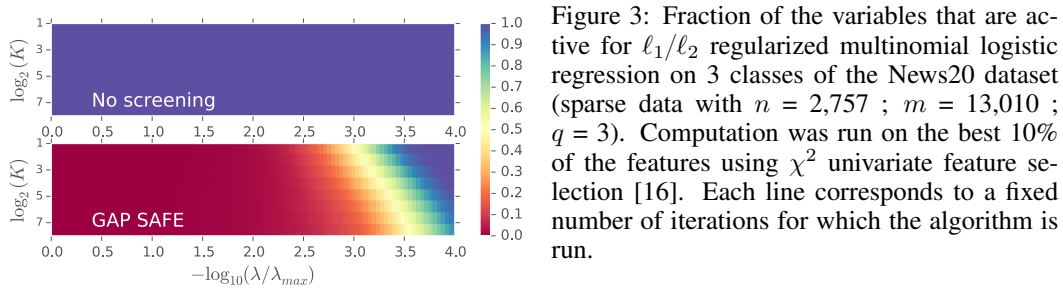 log₂(K)
1
3
5
7
No screening
0.0 0.5 1.0 1.5 2.0 2.5 3.0 3.5 4.0
1.0
0.9
0.8
0.7
0.6
0.5
0.4
0.3
0.2
0.1
0.0
log₂(K)
1
3
5
7
GAP SAFE
0.0 0.5 1.0 1.5 2.0 2.5 3.0 3.5 4.0
−log₁₀(λ/λₘₐₓ)
Figure 3: Fraction of the variables that are ac-
tive for ℓ₁/ℓ₂ regularized multinomial logistic
regression on 3 classes of the News20 dataset
(sparse data with n = 2,757 ; m = 13,010 ;
q = 3). Computation was run on the best 10%
of the features using χ² univariate feature se-
lection [16]. Each line corresponds to a fixed
number of iterations for which the algorithm is
run.